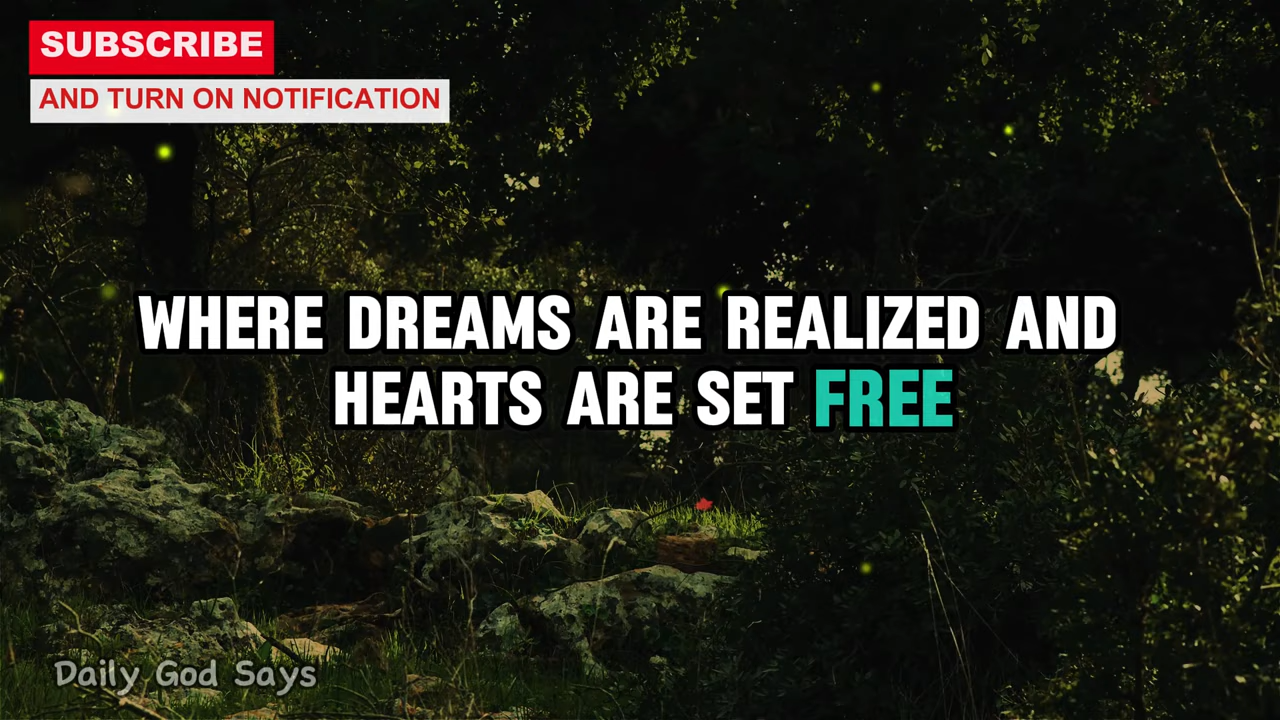 SUBSCRIBE
AND TURN ON NOTIFICATION
WHERE DREAMS ARE REALIZED AND
HEARTS ARE SET FREE
Daily God Says